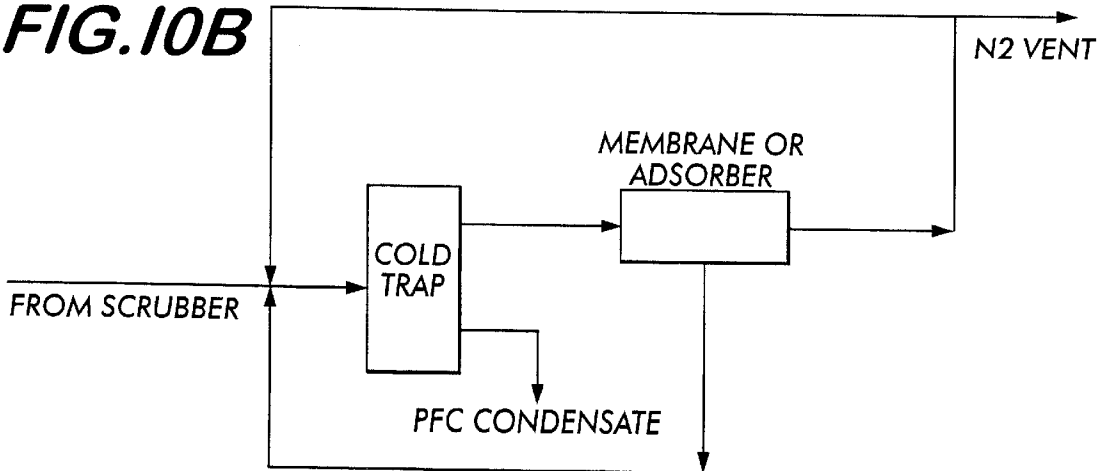 FIG.10B
N2 VENT
MEMBRANE OR
ADSORBER
COLD
TRAP
FROM SCRUBBER
PFC CONDENSATE